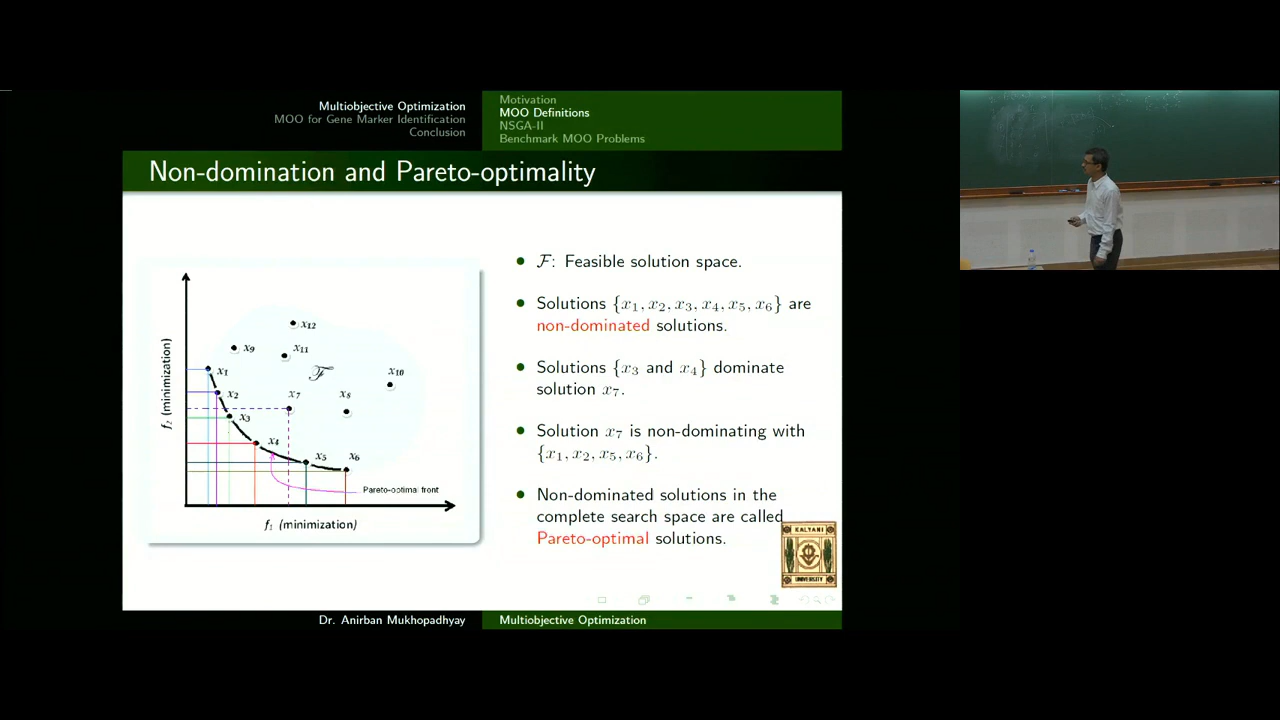 Multiobjective Optimization
MOO for Gene Marker Identification
Conclusion
Motivation
MOO Definitions
NSGA-II
Benchmark MOO Problems
Non-domination and Pareto-optimality
f₂ (minimization)
x₁₂
x₉
x₁₁
x₁
ℱ
x₁₀
x₂
x₇
x₈
x₃
x₄
x₅
x₆
Pareto-optimal front
f₁ (minimization)
• ℱ: Feasible solution space.
• Solutions {x₁, x₂, x₃, x₄, x₅, x₆} are
non-dominated solutions.
• Solutions {x₃ and x₄} dominate
solution x₇.
• Solution x₇ is non-dominating with
{x₁, x₂, x₅, x₆}.
• Non-dominated solutions in the
complete search space are called
Pareto-optimal solutions.
KALYANI
UNIVERSITY
Dr. Anirban Mukhopadhyay
Multiobjective Optimization